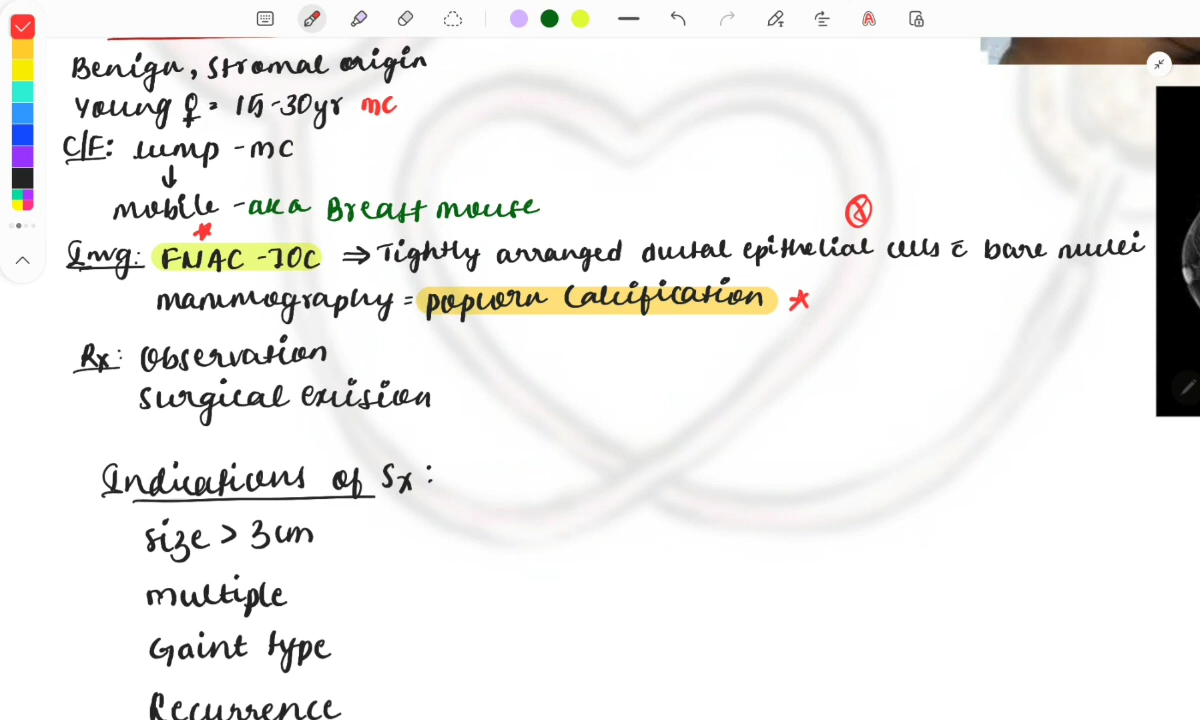 Benign, stromal origin
Young ♀ = 15-30yr mc
C/F: Lump - mc
↓
mobile - aka Breast mouse
Invg: FNAC - IOC ⇒ Tightly arranged ductal epithelial cells c̄ bare nuclei
mammography = popcorn Calcification *
Rx: Observation
Surgical excision
Indications of Sx:
size > 3cm
multiple
Gaint type
Recurrence